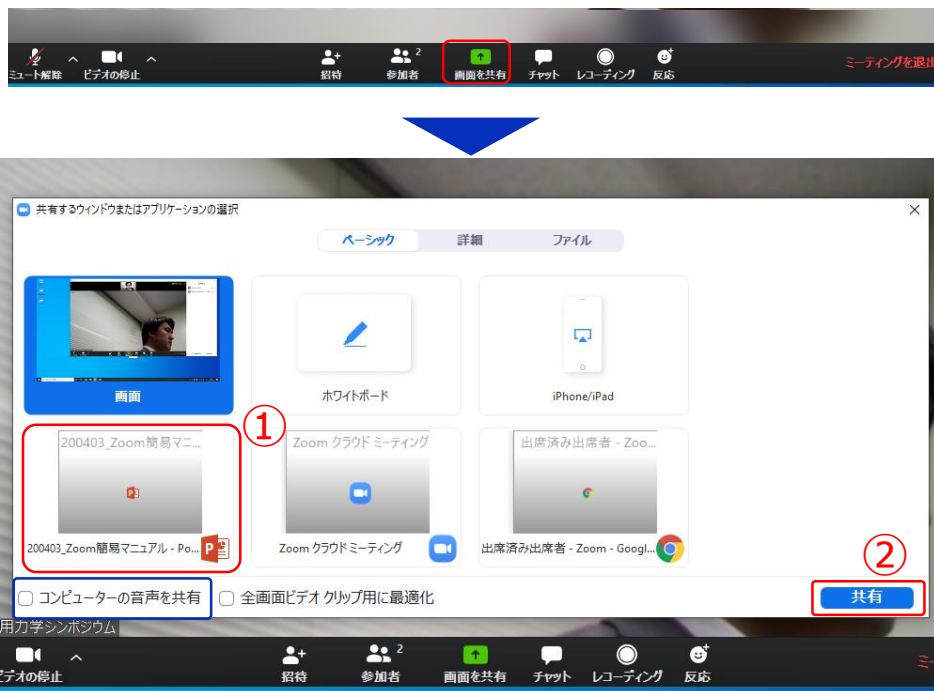 2
ミュート解除 ビデオの停止 招待 参加者 画面を共有 チャット レコーディング 反応 ミーティングを退出
共有するウィンドウまたはアプリケーションの選択
ベーシック 詳細 ファイル
画面 ホワイトボード iPhone/iPad
①
200403_Zoom簡易マニ... Zoom クラウド ミーティング 出席済み出席者 - Zoo...
200403_Zoom簡易マニュアル - Po... Zoom クラウド ミーティング 出席済み出席者 - Zoom - Googl...
②
コンピューターの音声を共有 全画面ビデオ クリップ用に最適化 共有
用力学シンポジウム
2
ビデオの停止 招待 参加者 画面を共有 チャット レコーディング 反応 ミー